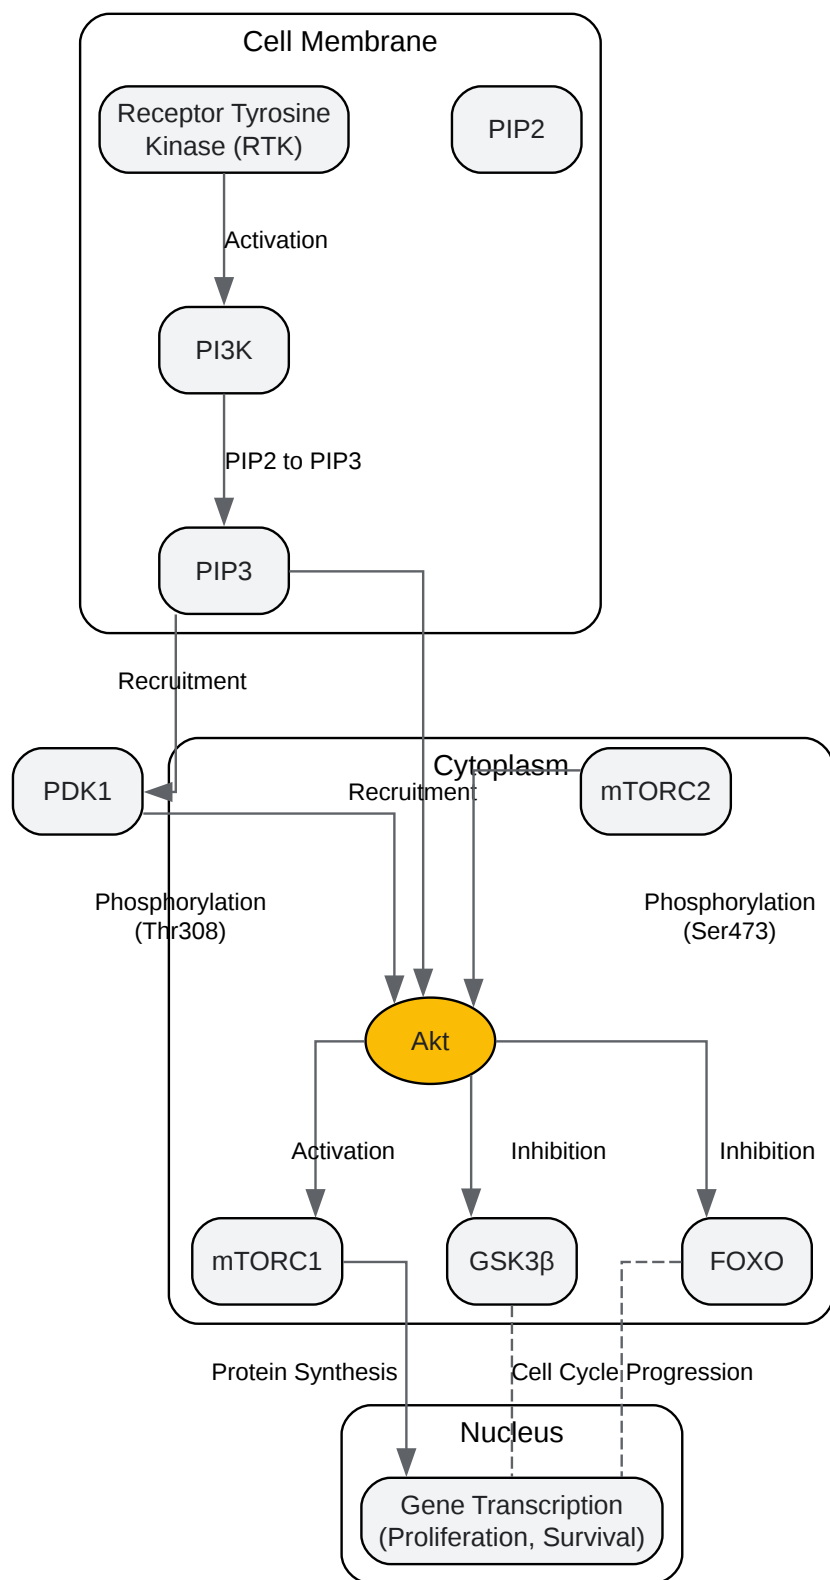 Cell Membrane
Receptor Tyrosine
Kinase (RTK)
PIP2
Activation
PI3K
PIP2 to PIP3
PIP3
Recruitment
Cytoplasm
PDK1
Recruitment
mTORC2
Phosphorylation
(Thr308)
Phosphorylation
(Ser473)
Akt
Activation
Inhibition
Inhibition
mTORC1
GSK3β
FOXO
Protein Synthesis
Cell Cycle Progression
Nucleus
Gene Transcription
(Proliferation, Survival)